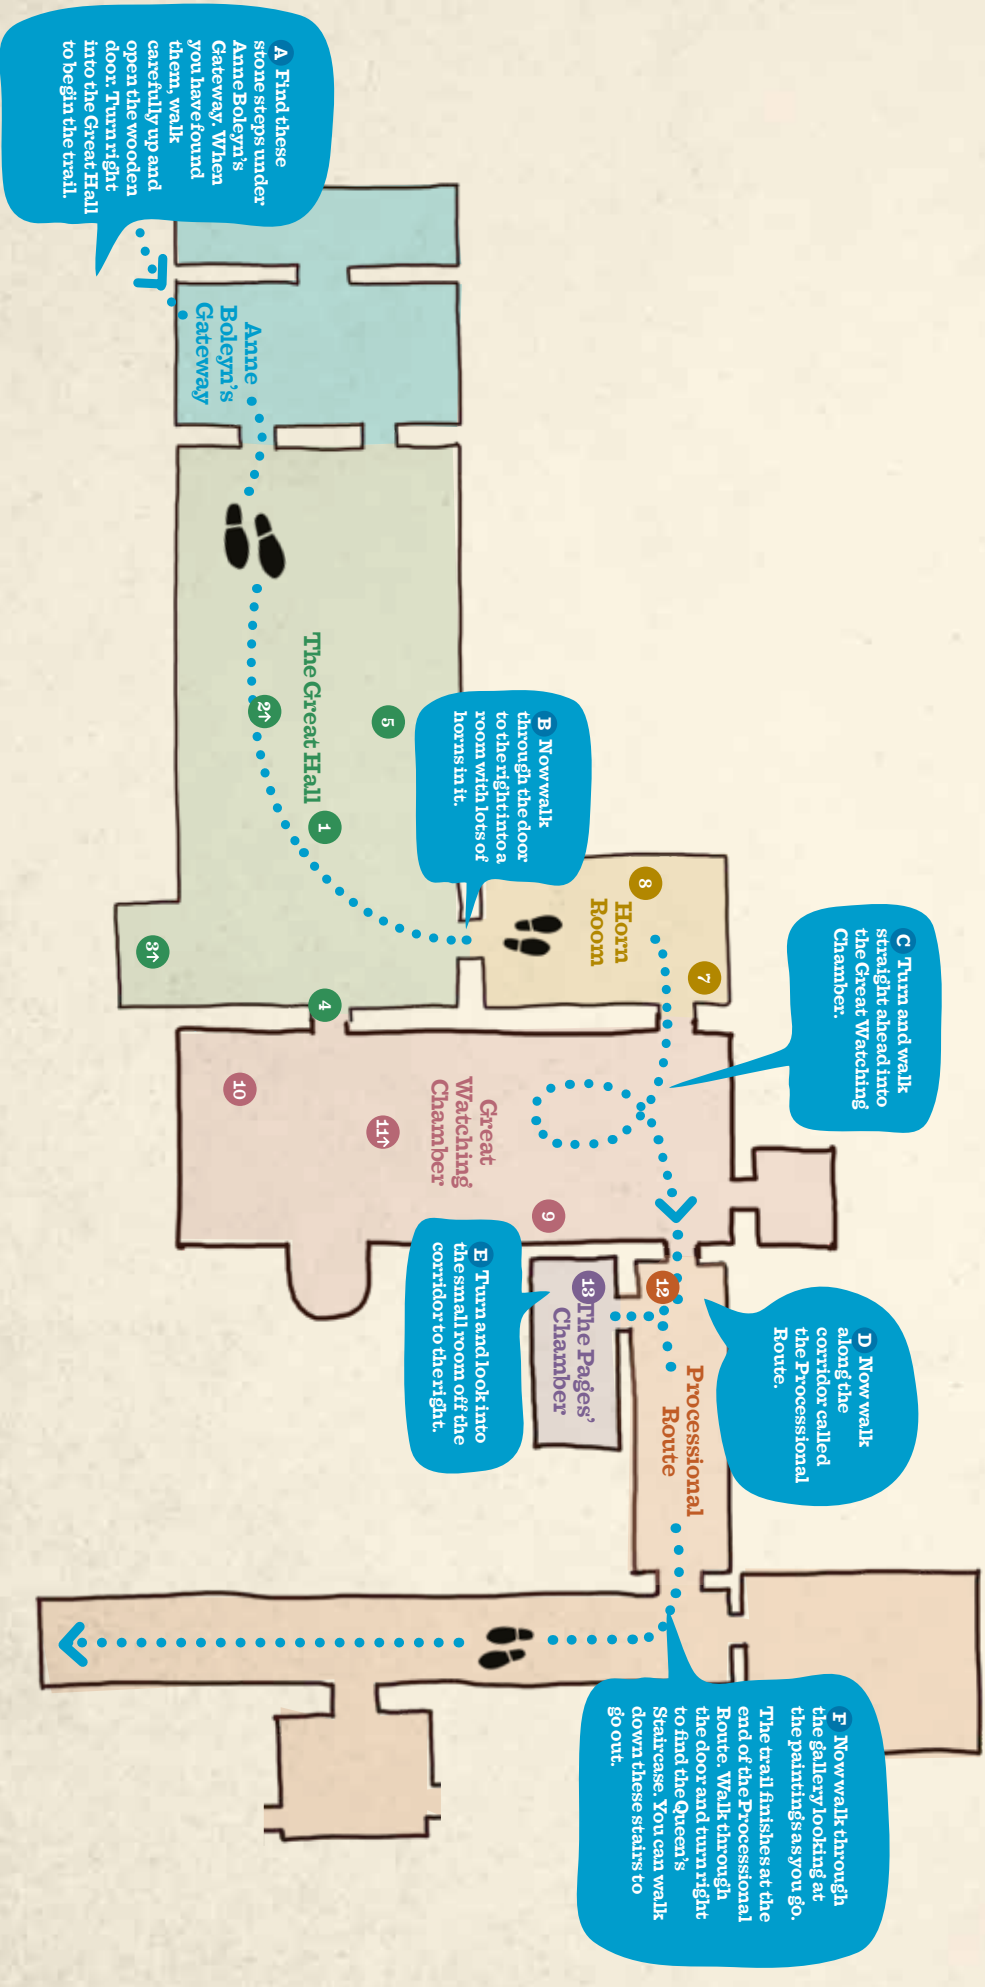 A Find these
stone steps under
Anne Boleyn's
Gateway. When
you have found
them, walk
carefully up and
open the wooden
door. Turn right
into the Great Hall
to begin the trail.
Anne
Boleyn's
Gateway
The Great Hall
1
2↑
3↑
4
5
B Now walk
through the door
to the right into a
room with lots of
horns in it.
Horn
Room
8
7
C Turn and walk
straight ahead into
the Great Watching
Chamber.
Great
Watching
Chamber
10
11↑
9
D Now walk
along the
corridor called
the Processional
Route.
12
Processional
Route
E Turn and look into
the small room off the
corridor to the right.
13
The Pages'
Chamber
F Now walk through
the gallery looking at
the paintings as you go.
The trail finishes at the
end of the Processional
Route. Walk through
the door and turn right
to find the Queen's
Staircase. You can walk
down these stairs to
go out.